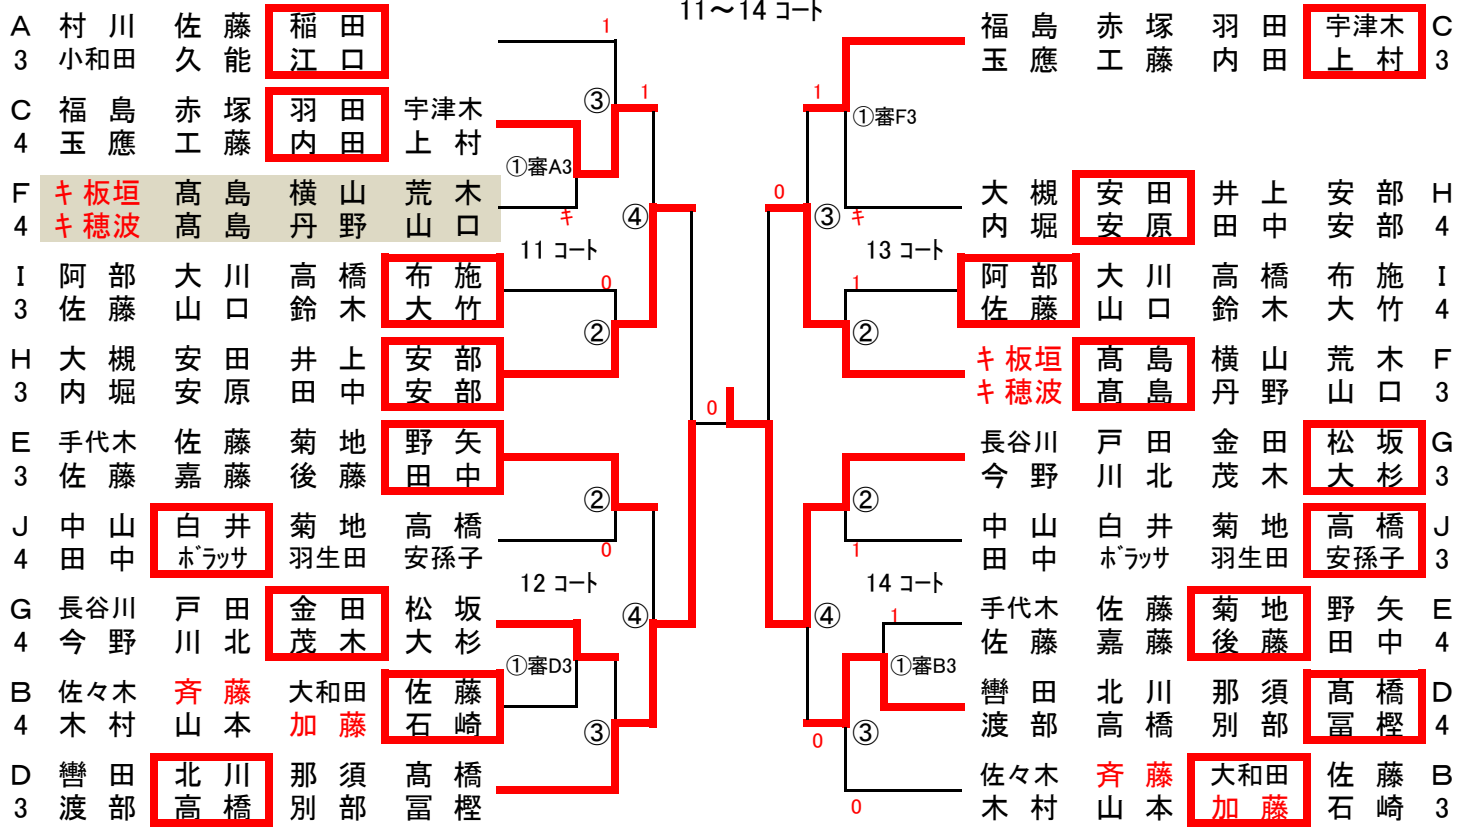 11～14 コート
A 村 川 佐 藤 稲 田
3 小和田 久 能 江 口
1
C 福 島 赤 塚 羽 田 宇津木
4 玉 應 工 藤 内 田 上 村
③ 1
①審A3
F キ 板垣 髙 島 横 山 荒 木
4 キ 穂波 髙 島 丹 野 山 口
キ ④
11 コート
I 阿 部 大 川 高 橋 布 施
3 佐 藤 山 口 鈴 木 大 竹
0
②
H 大 槻 安 田 井 上 安 部
3 内 堀 安 原 田 中 安 部
0
E 手代木 佐 藤 菊 地 野 矢
3 佐 藤 嘉 藤 後 藤 田 中
②
J 中 山 白 井 菊 地 高 橋
4 田 中 ボラッサ 羽生田 安孫子
0
12 コート
G 長谷川 戸 田 金 田 松 坂
4 今 野 川 北 茂 木 大 杉
④
①審D3
B 佐々木 斉 藤 大和田 佐 藤
4 木 村 山 本 加 藤 石 崎
③
D 轡 田 北 川 那 須 髙 橋
3 渡 部 高 橋 別 部 冨 樫
福 島 赤 塚 羽 田 宇津木 C
玉 應 工 藤 内 田 上 村 3
1
①審F3
0
大 槻 安 田 井 上 安 部 H
内 堀 安 原 田 中 安 部 4
③ キ
13 コート
阿 部 大 川 高 橋 布 施 I
佐 藤 山 口 鈴 木 大 竹 4
1
②
キ 板垣 髙 島 横 山 荒 木 F
キ 穂波 髙 島 丹 野 山 口 3
長谷川 戸 田 金 田 松 坂 G
今 野 川 北 茂 木 大 杉 3
②
中 山 白 井 菊 地 高 橋 J
田 中 ボラッサ 羽生田 安孫子 3
1
14 コート
手代木 佐 藤 菊 地 野 矢 E
佐 藤 嘉 藤 後 藤 田 中 4
1
④
①審B3
轡 田 北 川 那 須 髙 橋 D
渡 部 高 橋 別 部 冨 樫 4
0 ③
佐々木 斉 藤 大和田 佐 藤 B
木 村 山 本 加 藤 石 崎 3
0